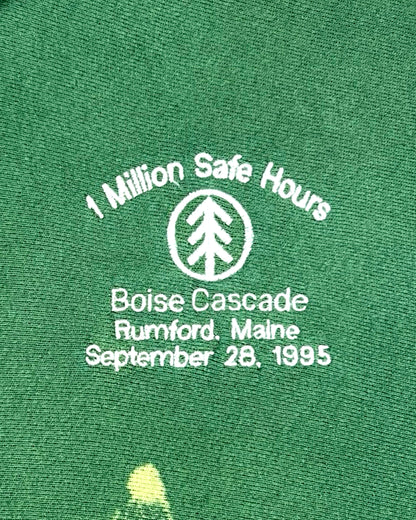 1 Million Safe Hours
Boise Cascade
Rumford, Maine
September 28, 1995